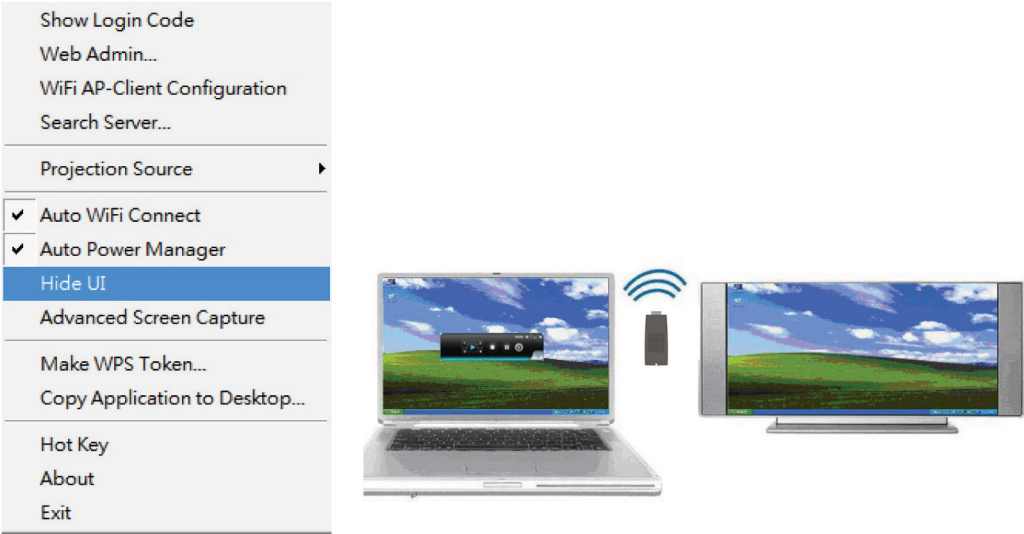 Show Login Code
Web Admin...
WiFi AP-Client Configuration
Search Server...
Projection Source
Auto WiFi Connect
Auto Power Manager
Hide UI
Advanced Screen Capture
Make WPS Token...
Copy Application to Desktop...
Hot Key
About
Exit